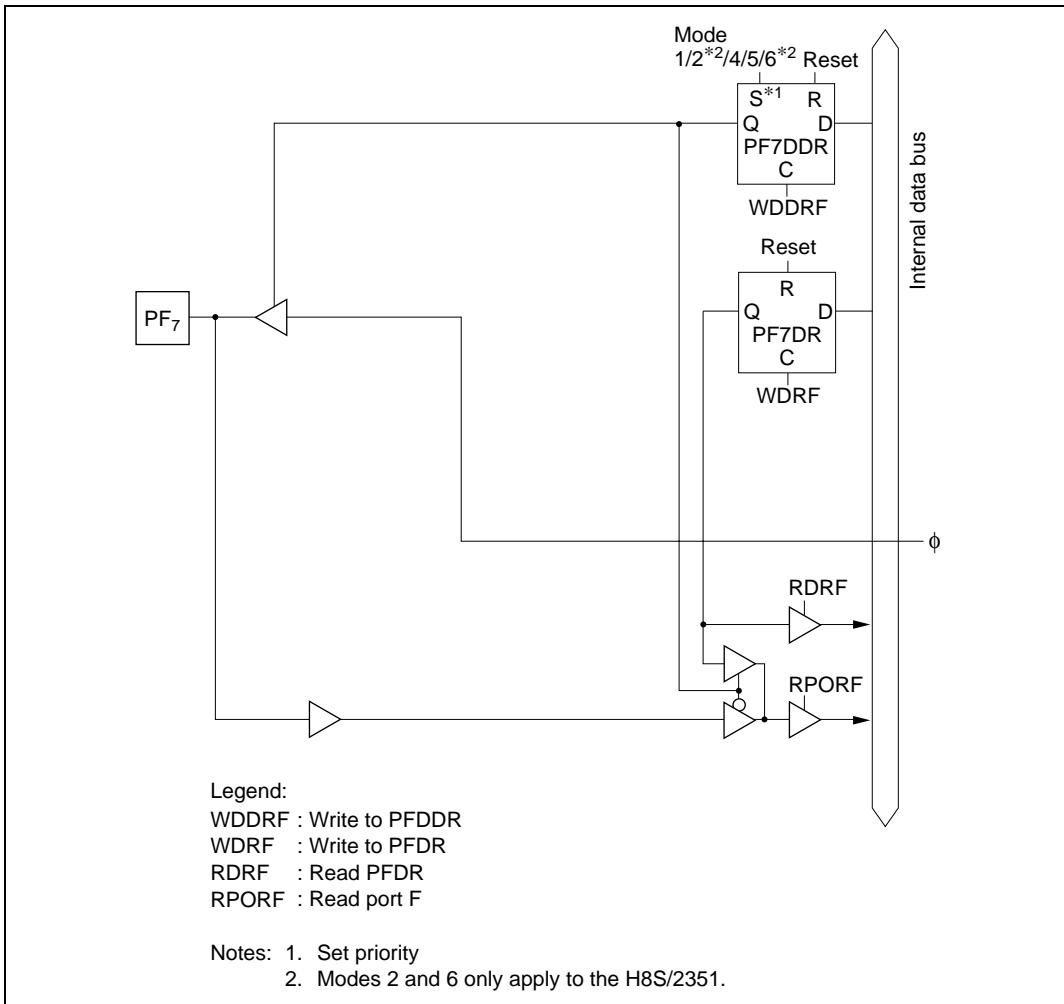 Mode
1/2*2/4/5/6*2 Reset
S*1 R
Q D
PF7DDR
C
WDDRF
Internal data bus
Reset
R
Q D
PF7DR
C
WDRF
PF7
φ
RDRF
RPORF
Legend:
WDDRF : Write to PFDDR
WDRF : Write to PFDR
RDRF : Read PFDR
RPORF : Read port F
Notes: 1. Set priority
2. Modes 2 and 6 only apply to the H8S/2351.